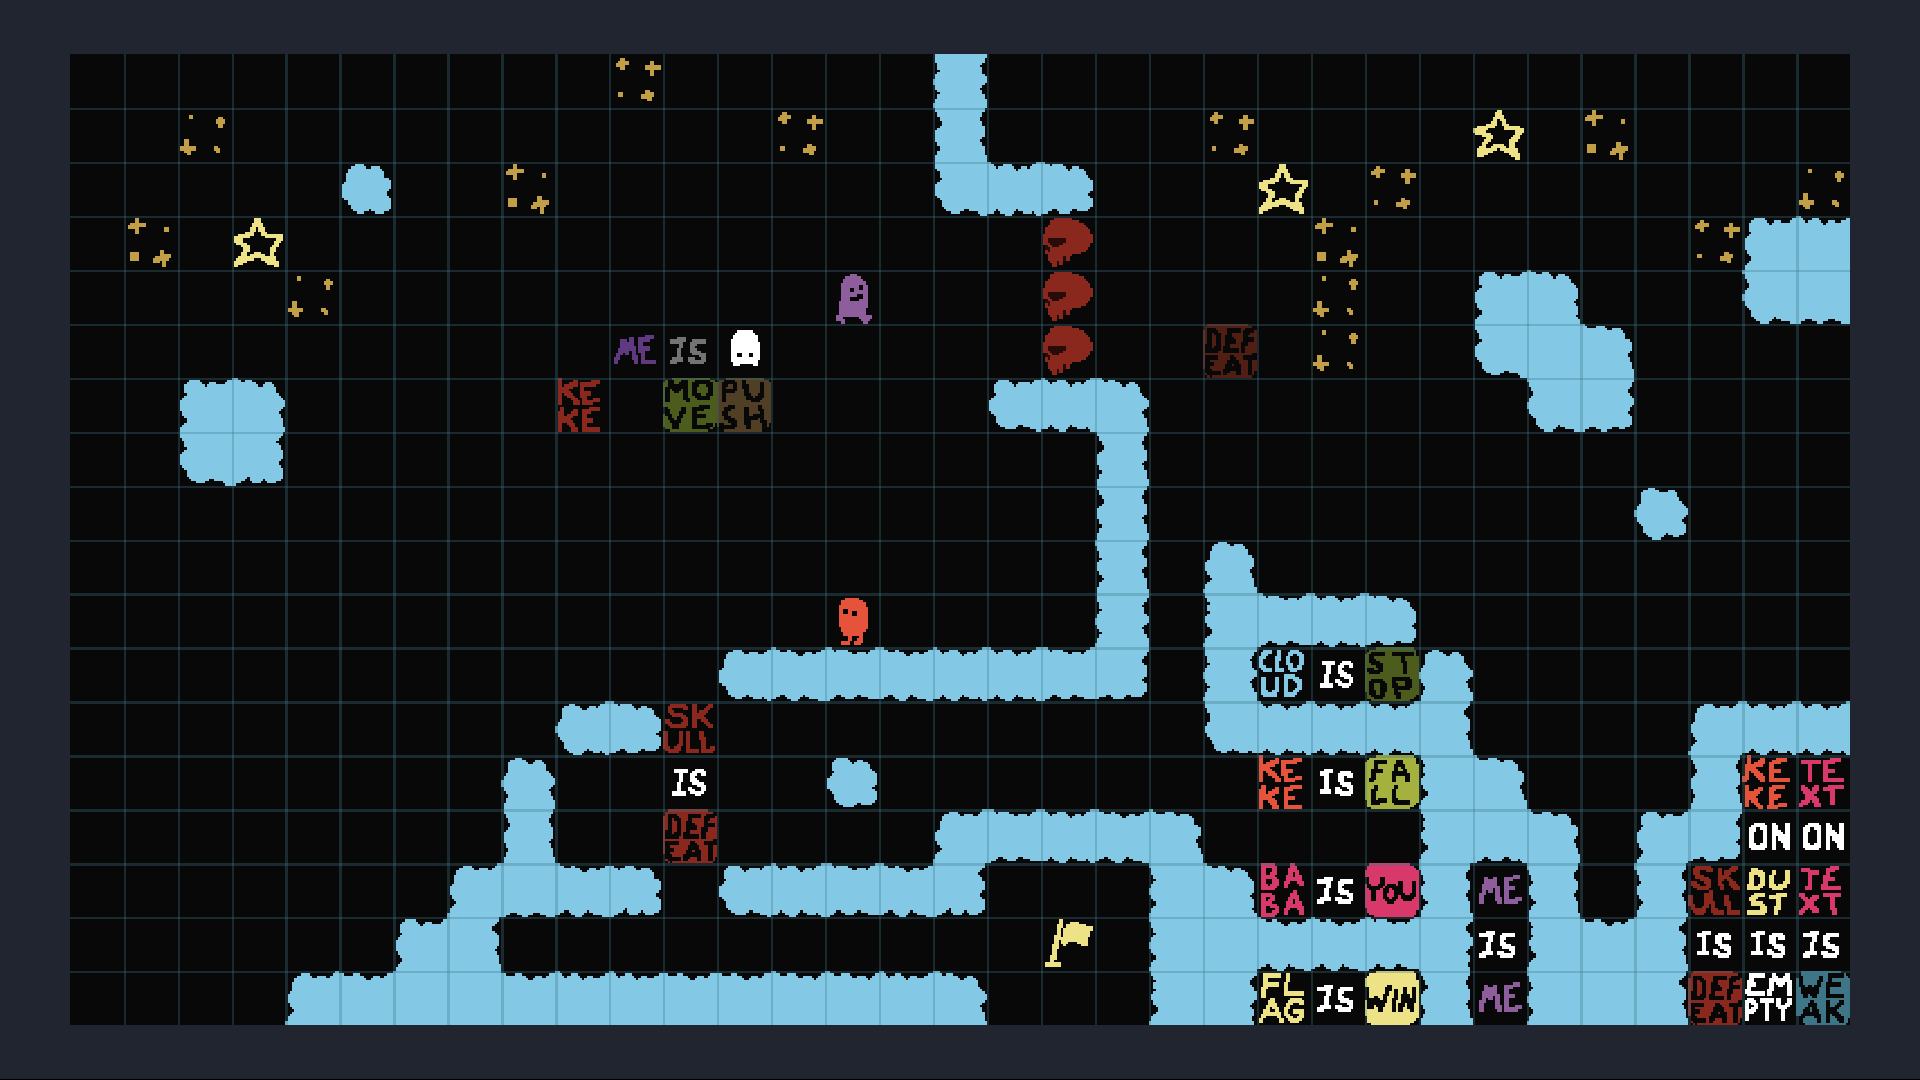 ME IS
DEFEAT
KEKE MOVE PUSH
CLOUD IS STOP
SKULL
IS
DEFEAT
KEKE IS FALL
BABA IS YOU
FLAG IS WIN
ME
IS
ME
KEKE TEXT
ON ON
SKULL DUST TEXT
IS IS IS
DEFEAT EMPTY WEAK